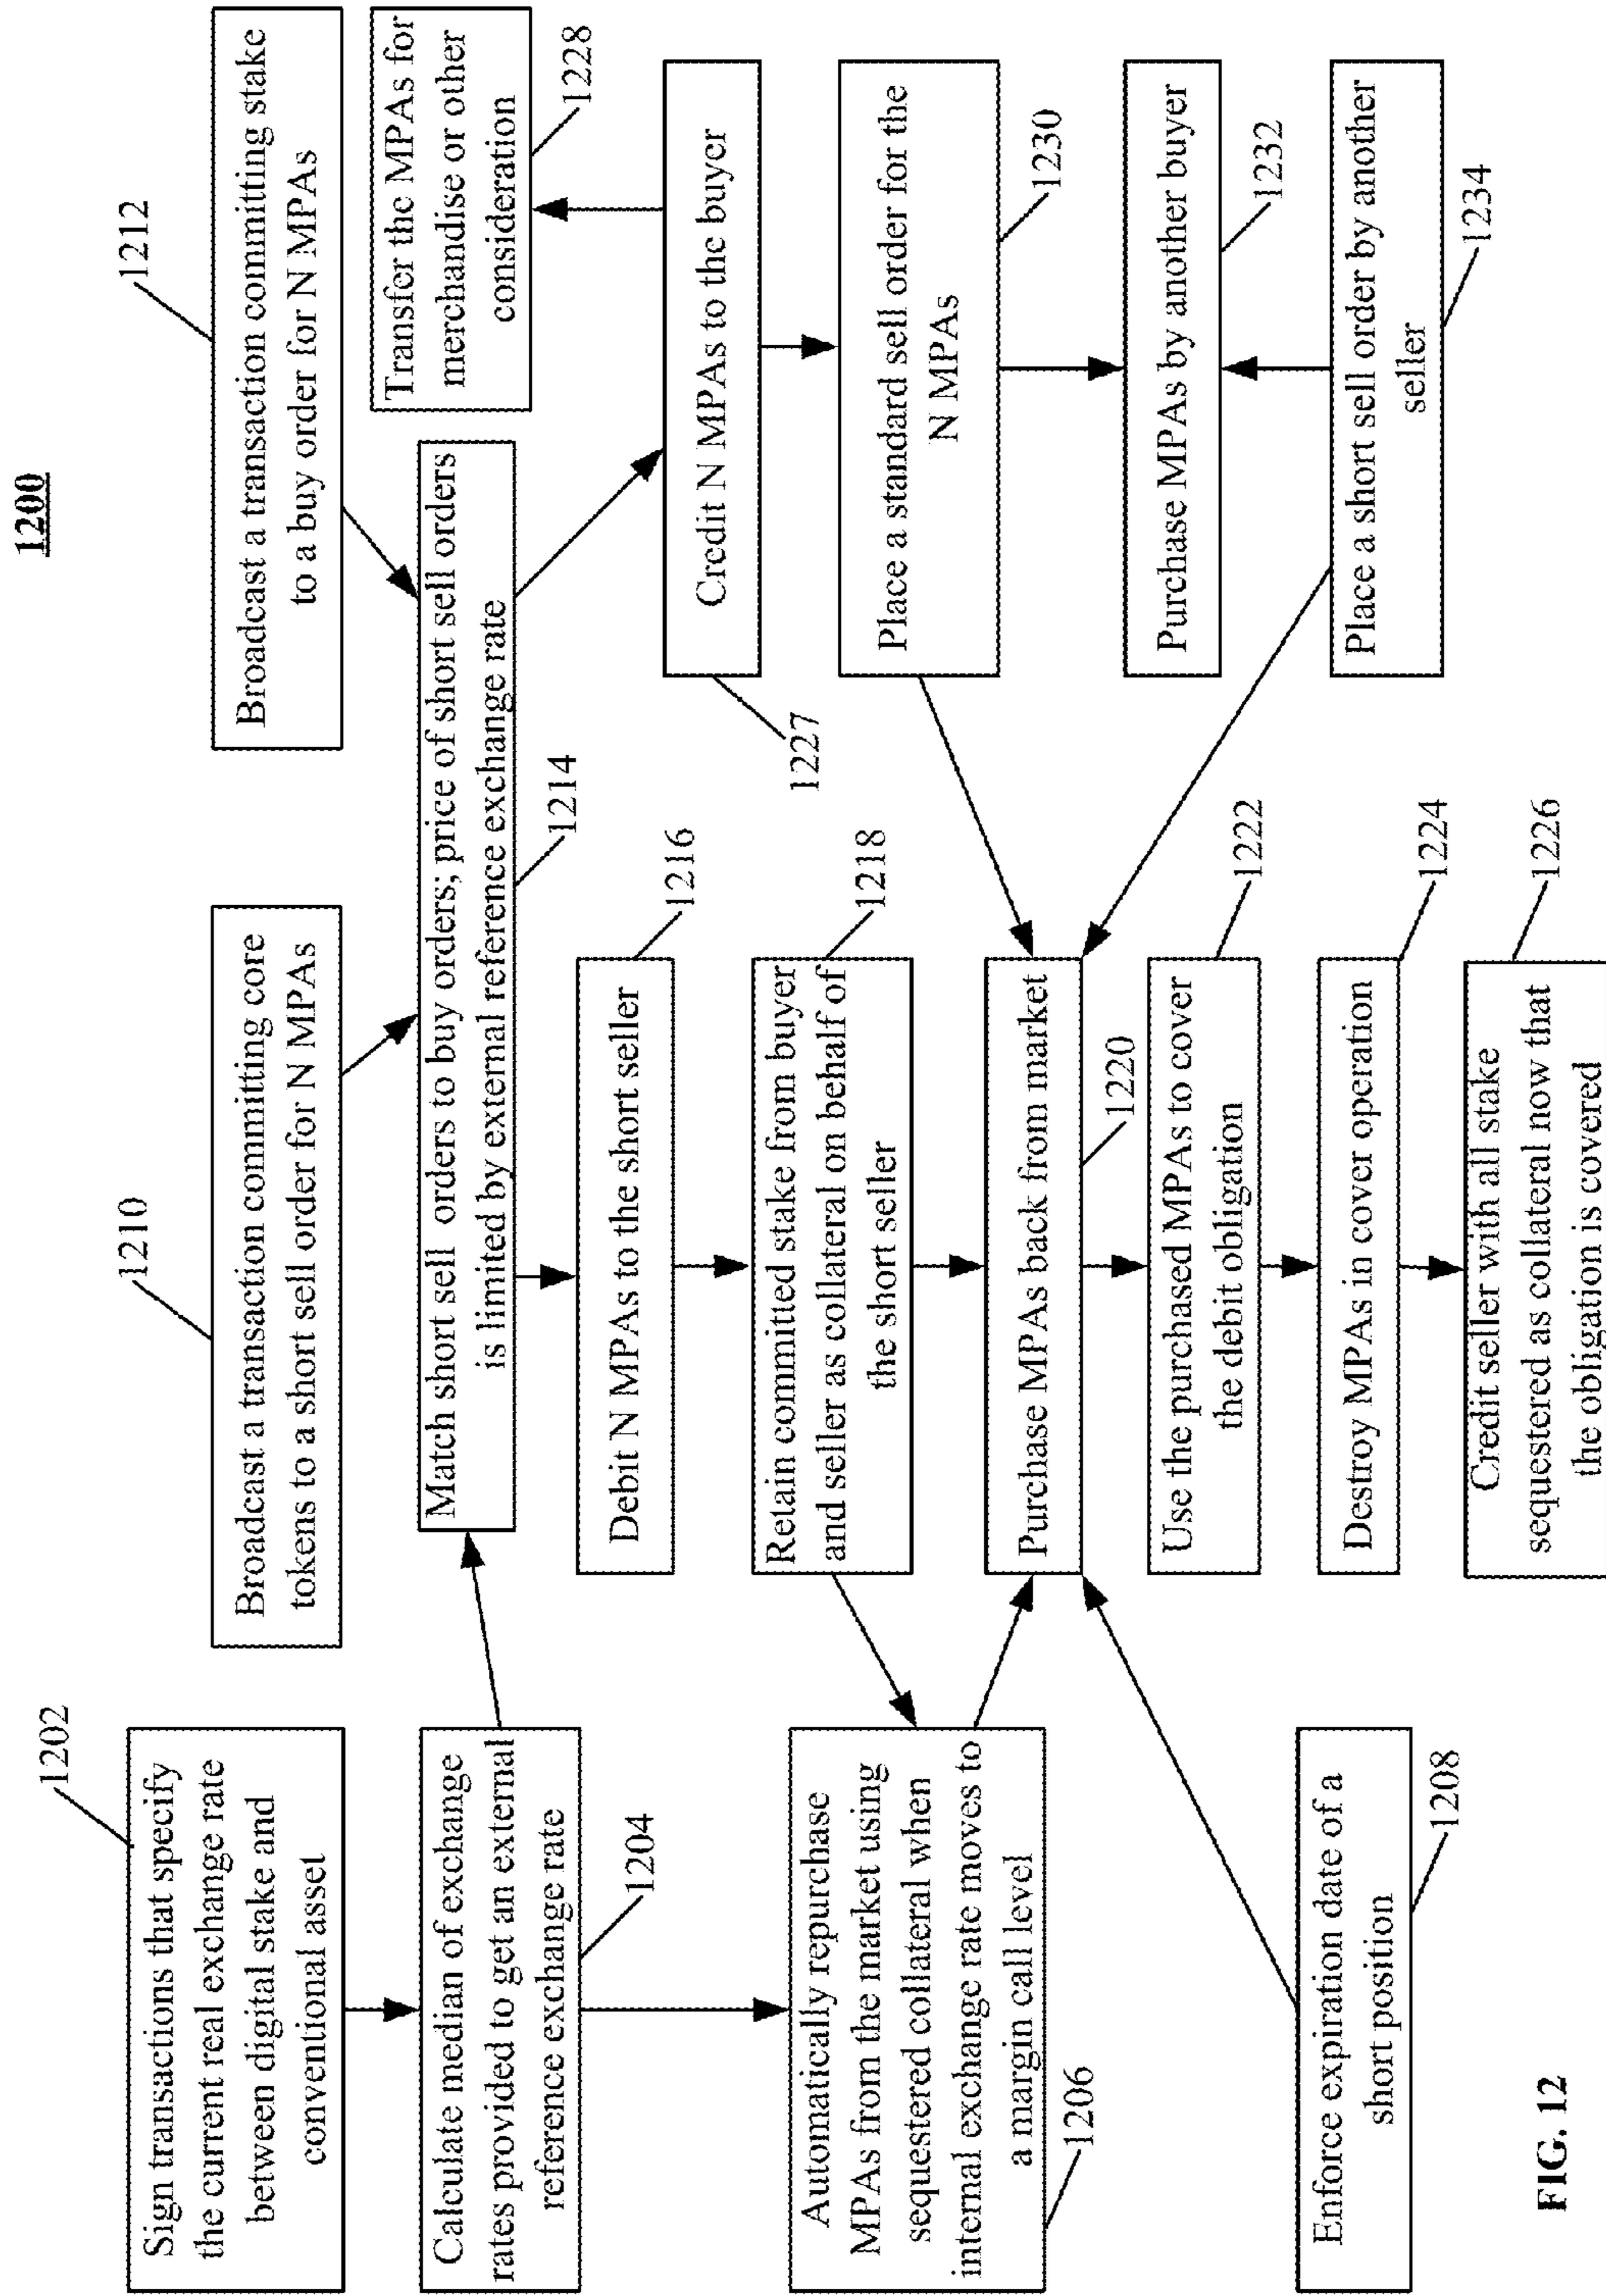 1200
1202
Sign transactions that specify
the current real exchange rate
between digital stake and
conventional asset
Calculate median of exchange
rates provided to get an external
reference exchange rate
1204
Automatically repurchase
MPAs from the market using
sequestered collateral when
internal exchange rate moves to
a margin call level
1206
Enforce expiration date of a
short position
1208
1210
Broadcast a transaction committing core
tokens to a short sell order for N MPAs
1212
Broadcast a transaction committing stake
to a buy order for N MPAs
Match short sell orders to buy orders; price of short sell orders
is limited by external reference exchange rate
1214
Debit N MPAs to the short seller
1216
Retain committed stake from buyer
and seller as collateral on behalf of
the short seller
1218
Purchase MPAs back from market
1220
Use the purchased MPAs to cover
the debit obligation
1222
Destroy MPAs in cover operation
1224
Credit seller with all stake
sequestered as collateral now that
the obligation is covered
1226
Transfer the MPAs for
merchandise or other
consideration
1228
Credit N MPAs to the buyer
1227
Place a standard sell order for the
N MPAs
1230
Purchase MPAs by another buyer
1232
Place a short sell order by another
seller
1234
FIG. 12